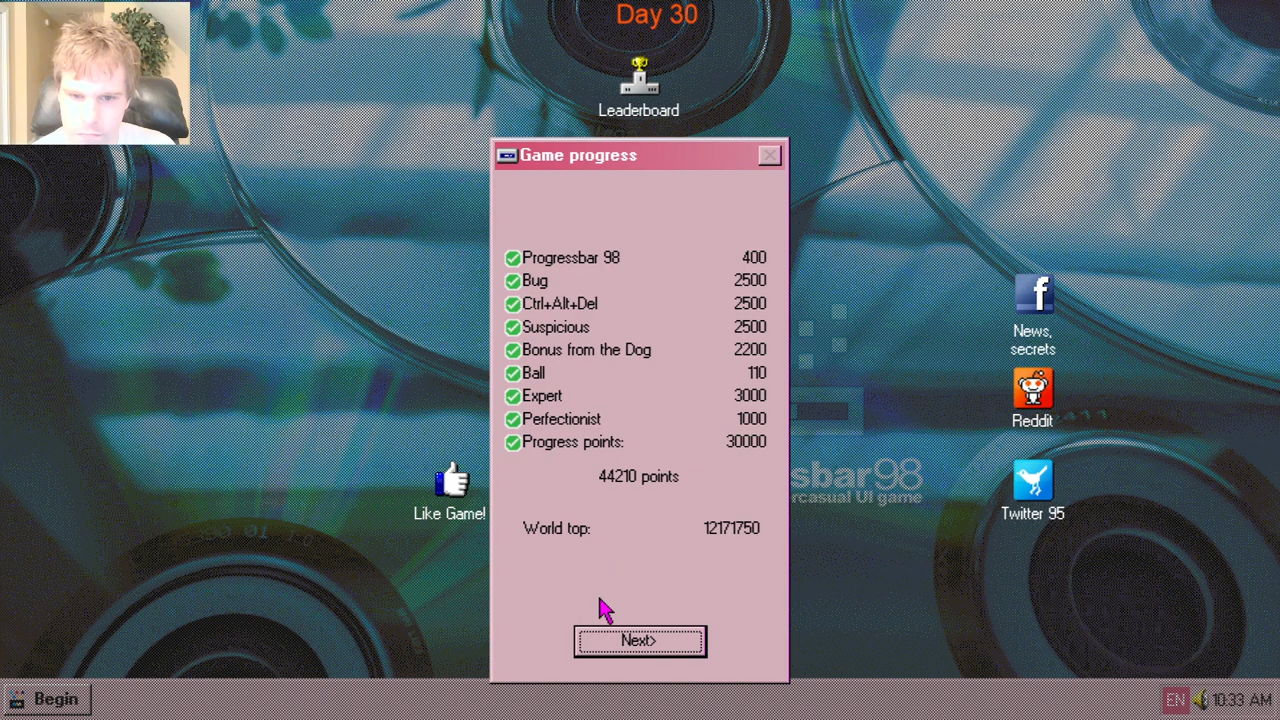 Day 30
Leaderboard
Game progress
Progressbar 98 400
Bug 2500
Ctrl+Alt+Del 2500
Suspicious 2500
Bonus from the Dog 2200
Ball 110
Expert 3000
Perfectionist 1000
Progress points: 30000
44210 points
World top: 12171750
Next>
Like Game!
News,
secrets
Reddit
sbar98
rcasual UI game
Twitter 95
Begin
EN 10:33 AM